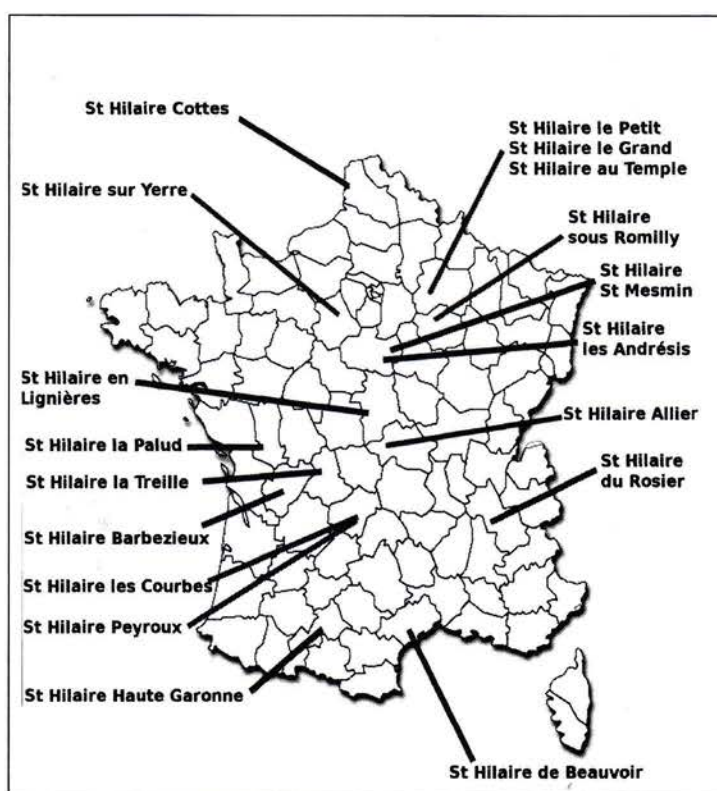 St Hilaire Cottes
St Hilaire le Petit
St Hilaire le Grand
St Hilaire au Temple
St Hilaire sur Yerre
St Hilaire
sous Romilly
St Hilaire
St Mesmin
St Hilaire
les Andrésis
St Hilaire en
Lignières
St Hilaire Allier
St Hilaire la Palud
St Hilaire
du Rosier
St Hilaire la Treille
St Hilaire Barbezieux
St Hilaire les Courbes
St Hilaire Peyroux
St Hilaire Haute Garonne
St Hilaire de Beauvoir